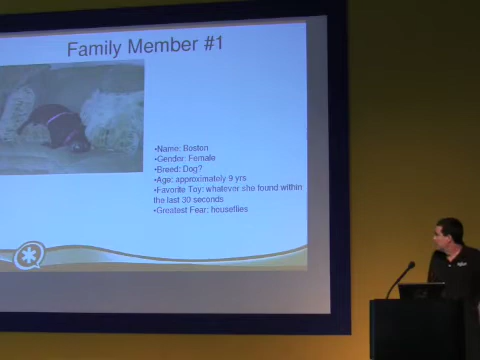 Family Member #1
•Name: Boston
•Gender: Female
•Breed: Dog?
•Age: approximately 9 yrs
•Favorite Toy: whatever she found within
the last 30 seconds
•Greatest Fear: houseflies